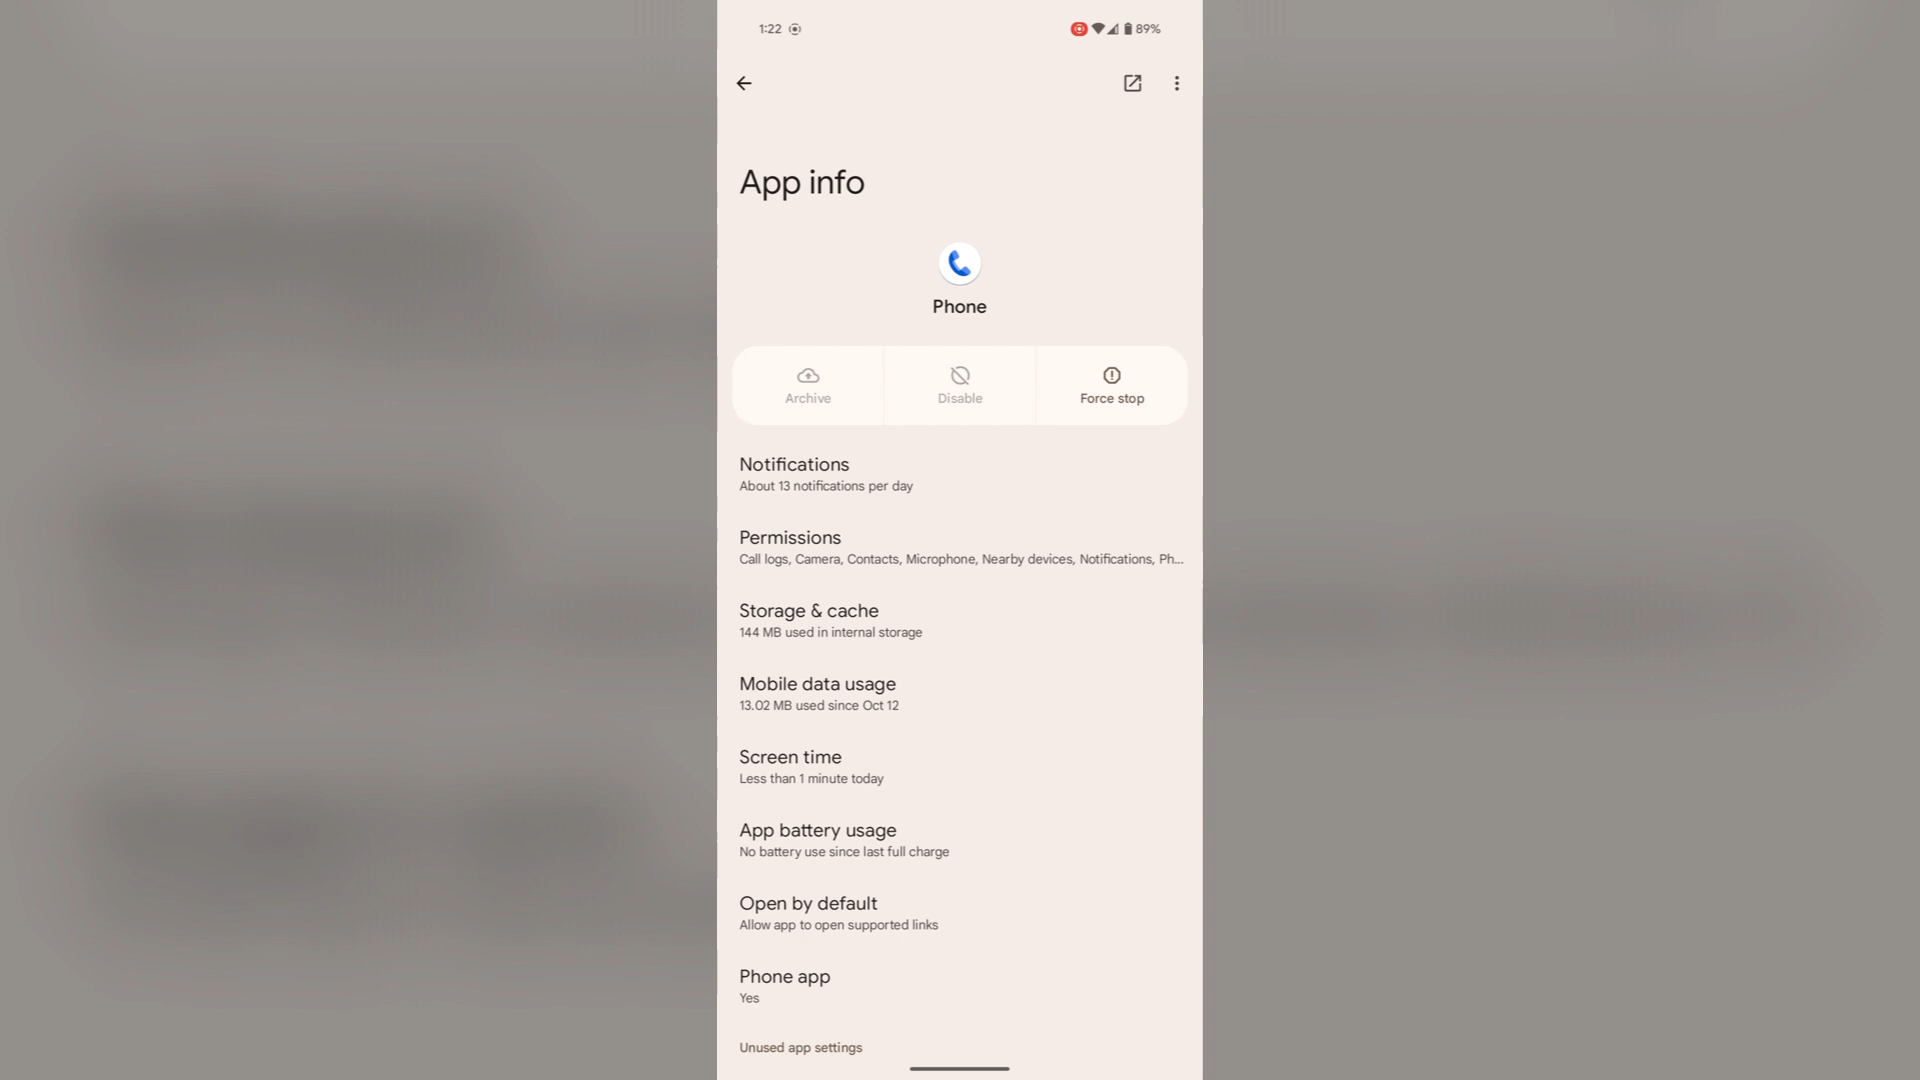 1:22
89%
App info
Phone
Archive
Disable
Force stop
Notifications
About 13 notifications per day
Permissions
Call logs, Camera, Contacts, Microphone, Nearby devices, Notifications, Ph...
Storage & cache
144 MB used in internal storage
Mobile data usage
13.02 MB used since Oct 12
Screen time
Less than 1 minute today
App battery usage
No battery use since last full charge
Open by default
Allow app to open supported links
Phone app
Yes
Unused app settings